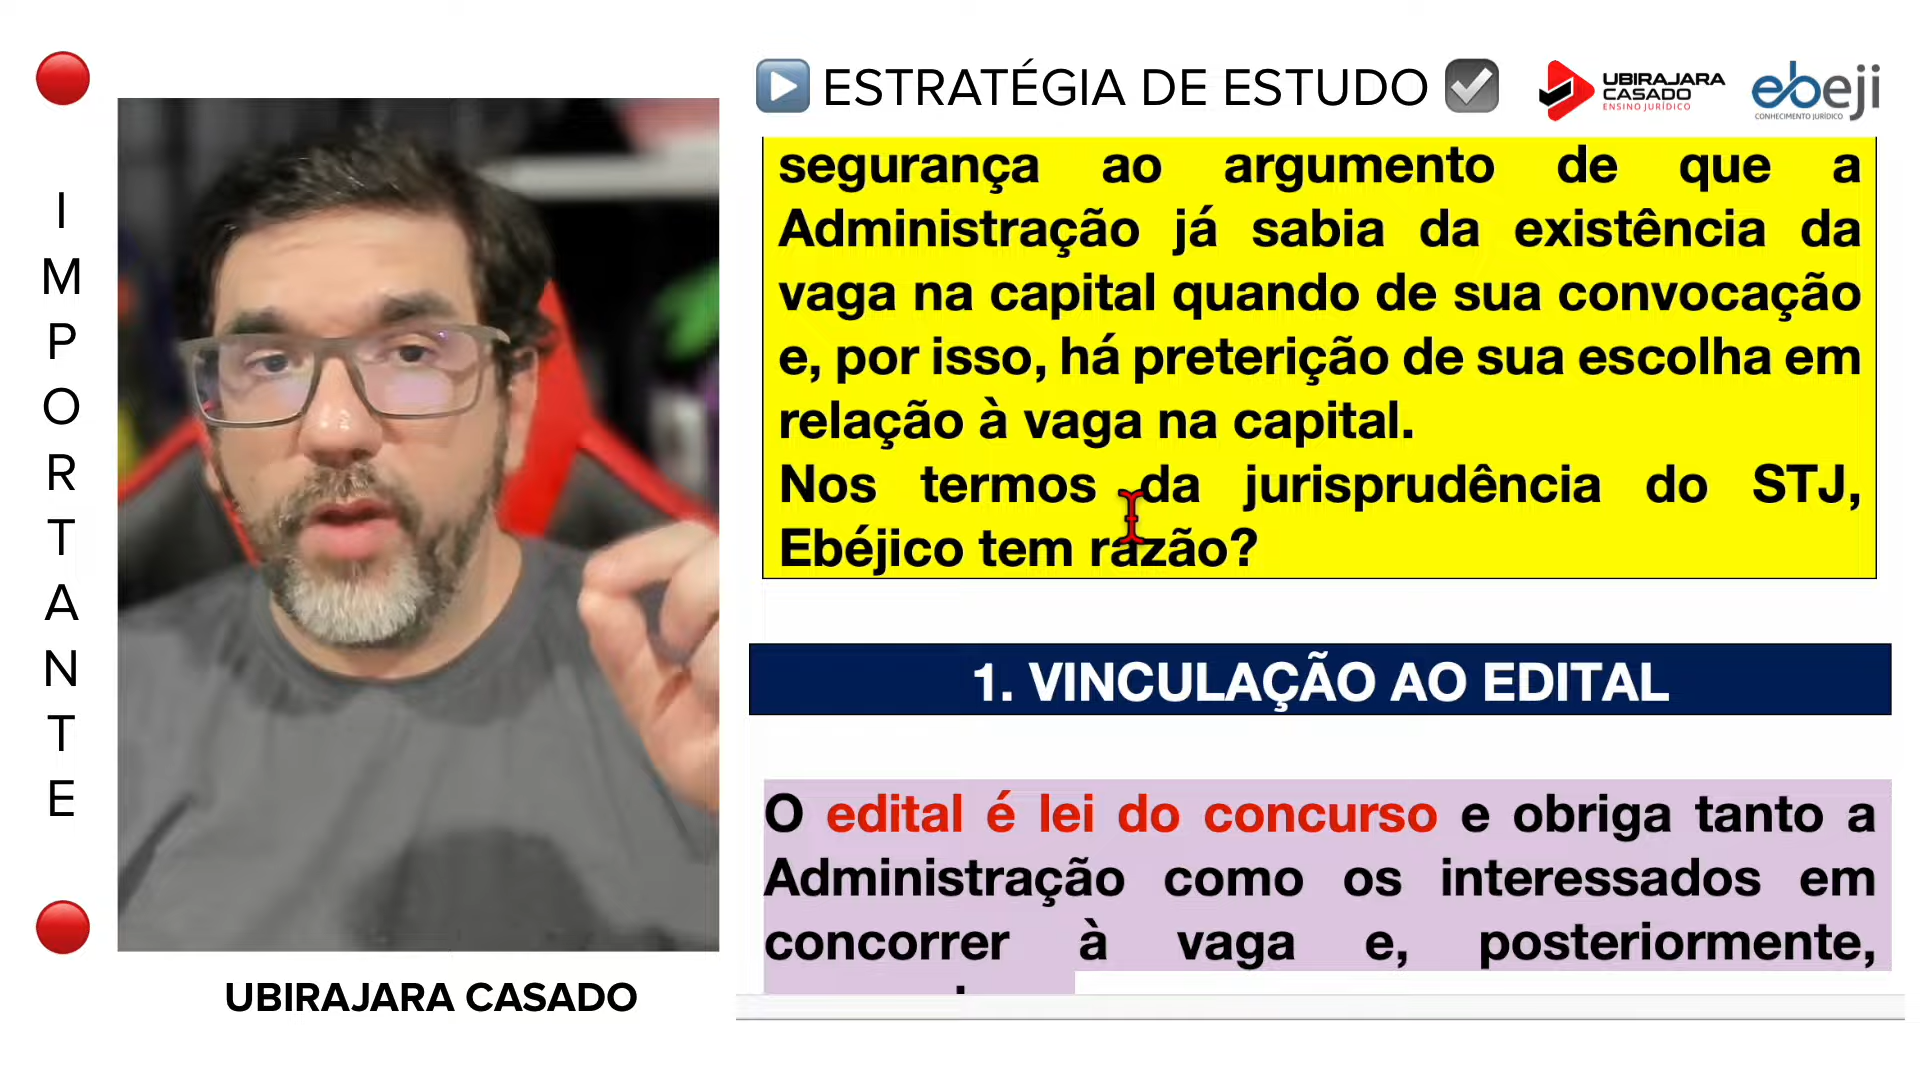 ESTRATÉGIA DE ESTUDO
UBIRAJARA
CASADO
ENSINO JURÍDICO
ebeji
CONHECIMENTO JURÍDICO
IMPORTANTE
segurança ao argumento de que a
Administração já sabia da existência da
vaga na capital quando de sua convocação
e, por isso, há preterição de sua escolha em
relação à vaga na capital.
Nos termos da jurisprudência do STJ,
Ebéjico tem razão?
1. VINCULAÇÃO AO EDITAL
O edital é lei do concurso e obriga tanto a
Administração como os interessados em
concorrer à vaga e, posteriormente,
UBIRAJARA CASADO